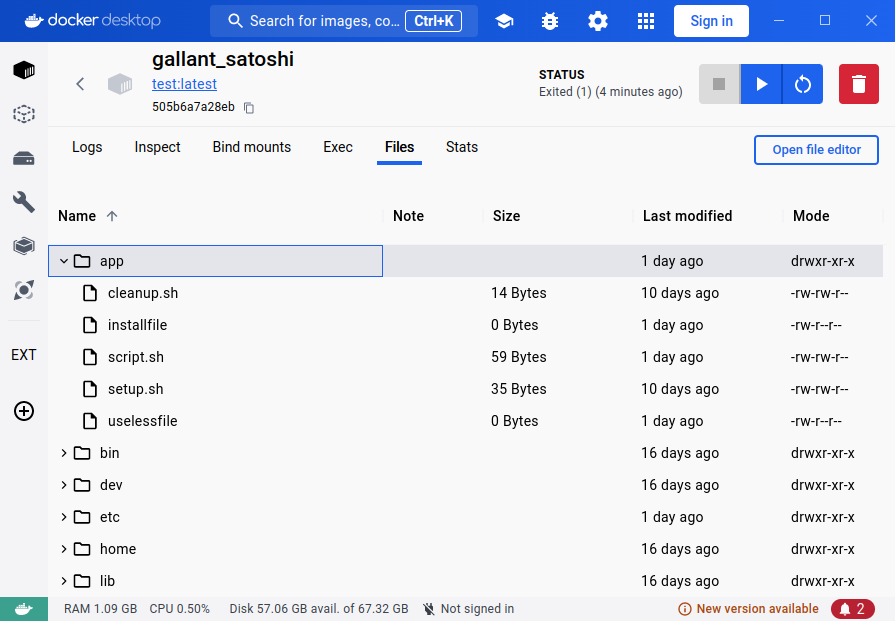 docker desktop
Search for images, co... Ctrl+K
Sign in
gallant_satoshi
test:latest
505b6a7a28eb
STATUS
Exited (1) (4 minutes ago)
Logs Inspect Bind mounts Exec Files Stats
Open file editor
Name Note Size Last modified Mode
app 1 day ago drwxr-xr-x
cleanup.sh 14 Bytes 10 days ago -rw-rw-r--
installfile 0 Bytes 1 day ago -rw-r--r--
script.sh 59 Bytes 1 day ago -rw-rw-r--
setup.sh 35 Bytes 10 days ago -rw-rw-r--
uselessfile 0 Bytes 1 day ago -rw-r--r--
bin 16 days ago drwxr-xr-x
dev 16 days ago drwxr-xr-x
etc 1 day ago drwxr-xr-x
home 16 days ago drwxr-xr-x
lib 16 days ago drwxr-xr-x
EXT
RAM 1.09 GB CPU 0.50% Disk 57.06 GB avail. of 67.32 GB Not signed in New version available 2